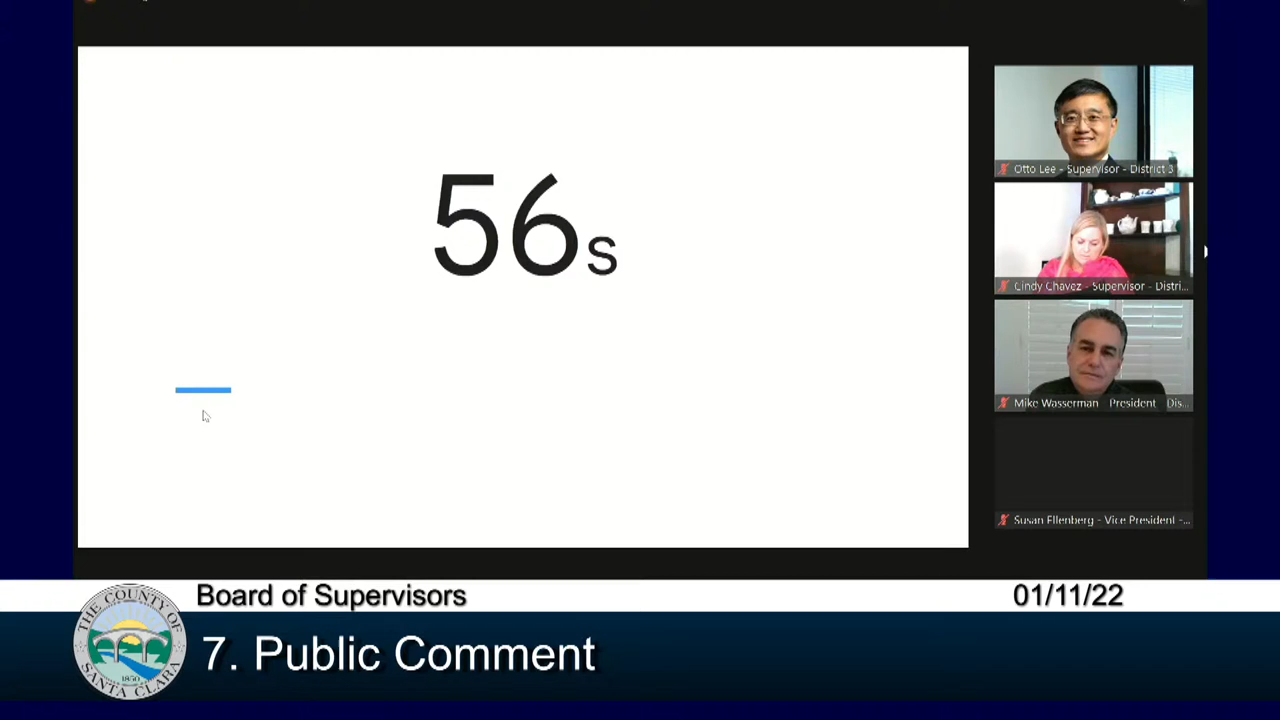 56s
Otto Lee - Supervisor - District 3
Cindy Chavez - Supervisor - Distri...
Mike Wasserman President Dis...
Susan Ellenberg - Vice President -...
Board of Supervisors
01/11/22
THE COUNTY OF
SANTA CLARA
1850
7. Public Comment